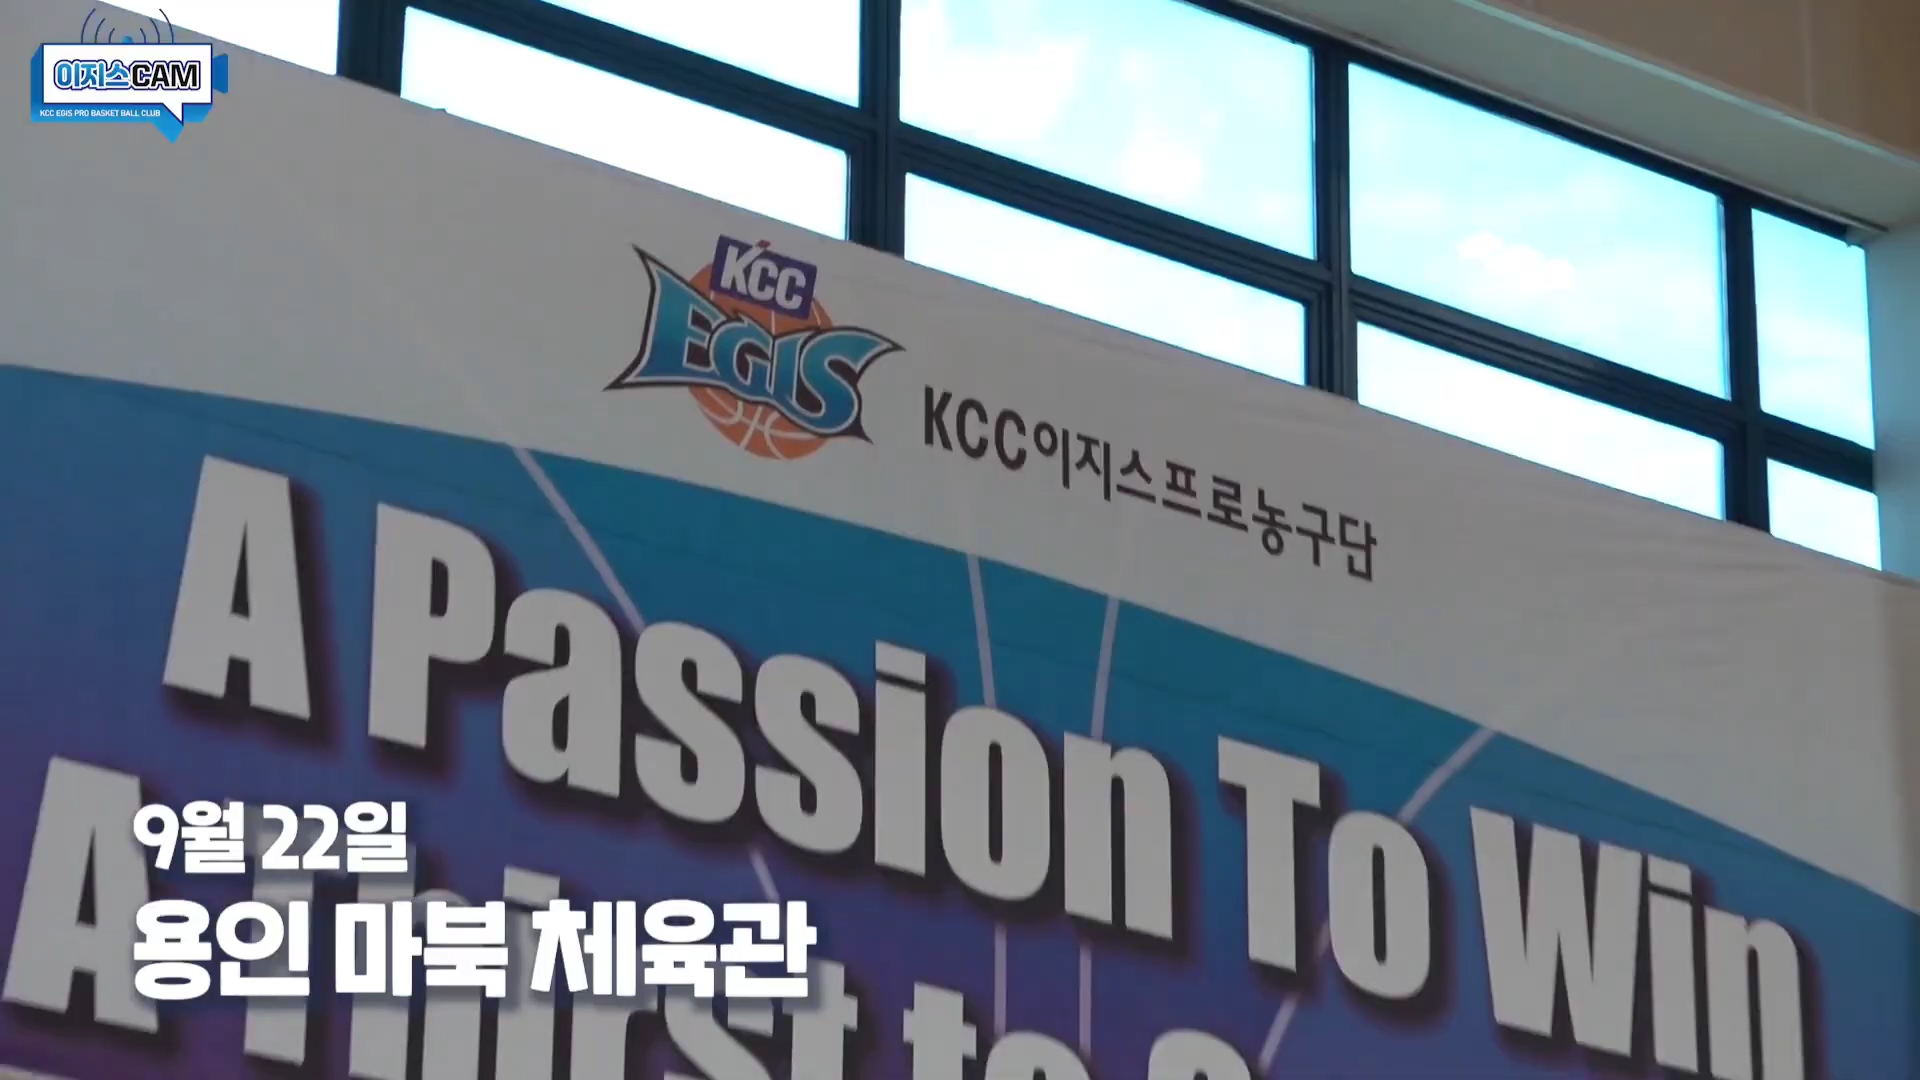 이지스CAM
KCC EGIS PRO BASKET BALL CLUB
KCC
EGIS
KCC이지스프로농구단
A Passion To Win
A Thirst to
9월 22일
용인 마북 체육관